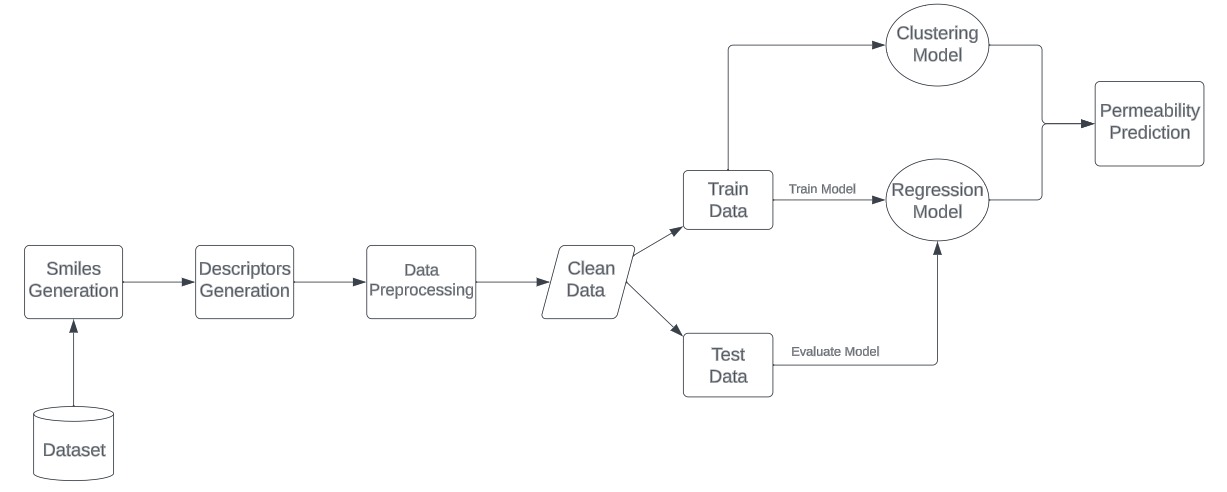 Clustering
Model
Permeability
Prediction
Train
Data
Train Model
Regression
Model
Smiles
Generation
Descriptors
Generation
Data
Preprocessing
Clean
Data
Test
Data
Evaluate Model
Dataset